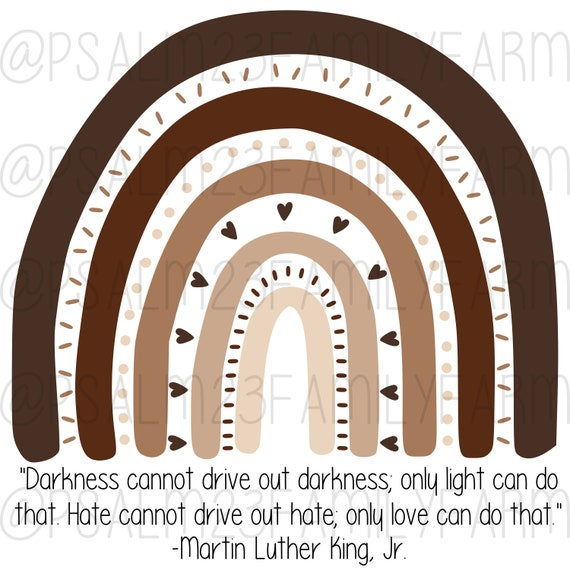 @PSALM23FAMILYFARM
@PSALM23FAMILYFARM
@PSALM23FAMILYFARM
@PSALM23FAMILYFARM
"Darkness cannot drive out darkness; only light can do
that. Hate cannot drive out hate; only love can do that."
-Martin Luther King, Jr.